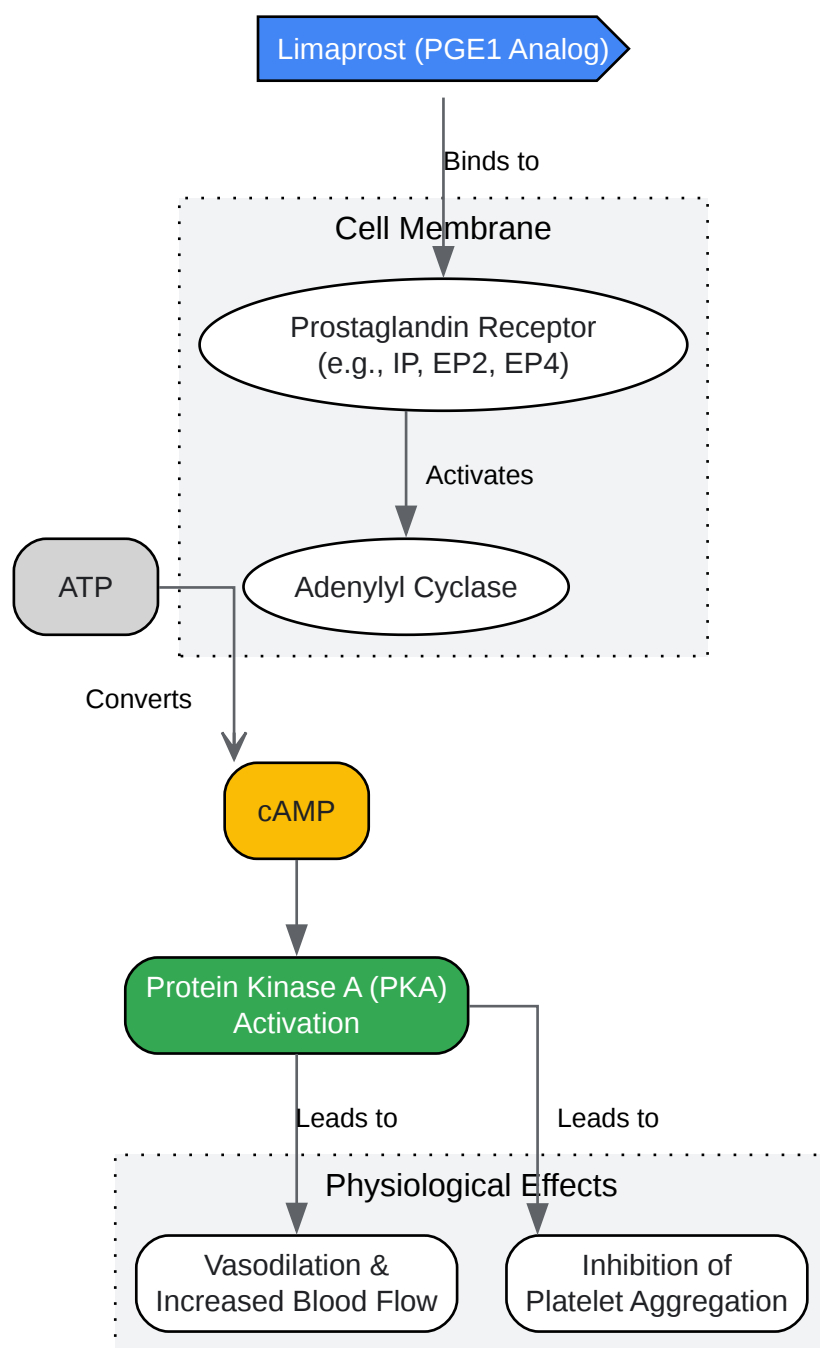 Limaprost (PGE1 Analog)
Binds to
Cell Membrane
Prostaglandin Receptor
(e.g., IP, EP2, EP4)
Activates
ATP
Adenylyl Cyclase
Converts
cAMP
Protein Kinase A (PKA)
Activation
Leads to
Leads to
Physiological Effects
Vasodilation &
Increased Blood Flow
Inhibition of
Platelet Aggregation